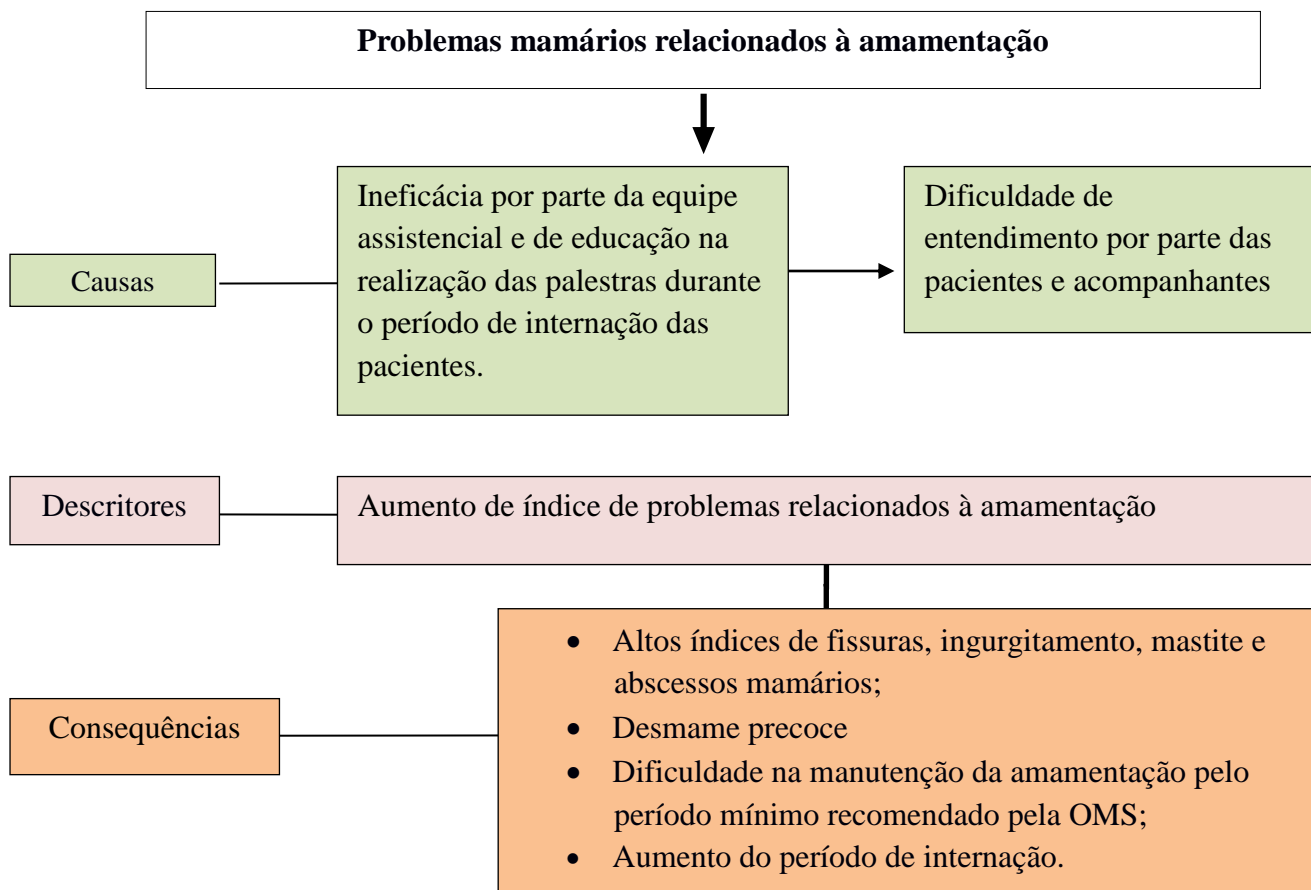 Problemas mamários relacionados à amamentação
Causas
Ineficácia por parte da equipe
assistencial e de educação na
realização das palestras durante
o período de internação das
pacientes.
Dificuldade de
entendimento por parte das
pacientes e acompanhantes
Descritores
Aumento de índice de problemas relacionados à amamentação
Consequências
• Altos índices de fissuras, ingurgitamento, mastite e
abscessos mamários;
• Desmame precoce
• Dificuldade na manutenção da amamentação pelo
período mínimo recomendado pela OMS;
• Aumento do período de internação.